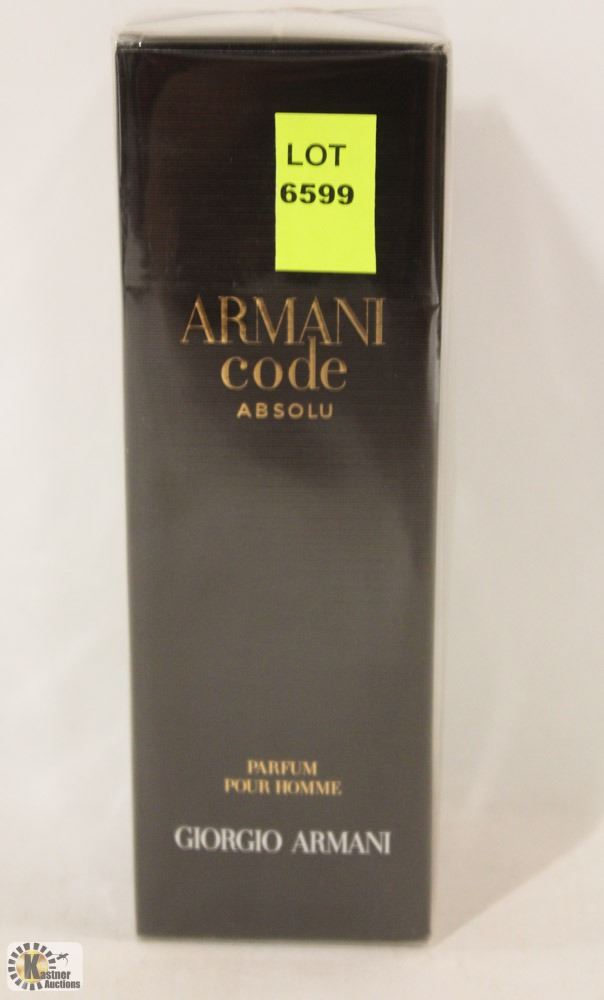 LOT
6599
ARMANI
code
ABSOLU
PARFUM
POUR HOMME
GIORGIO ARMANI
Kastner
Auctions